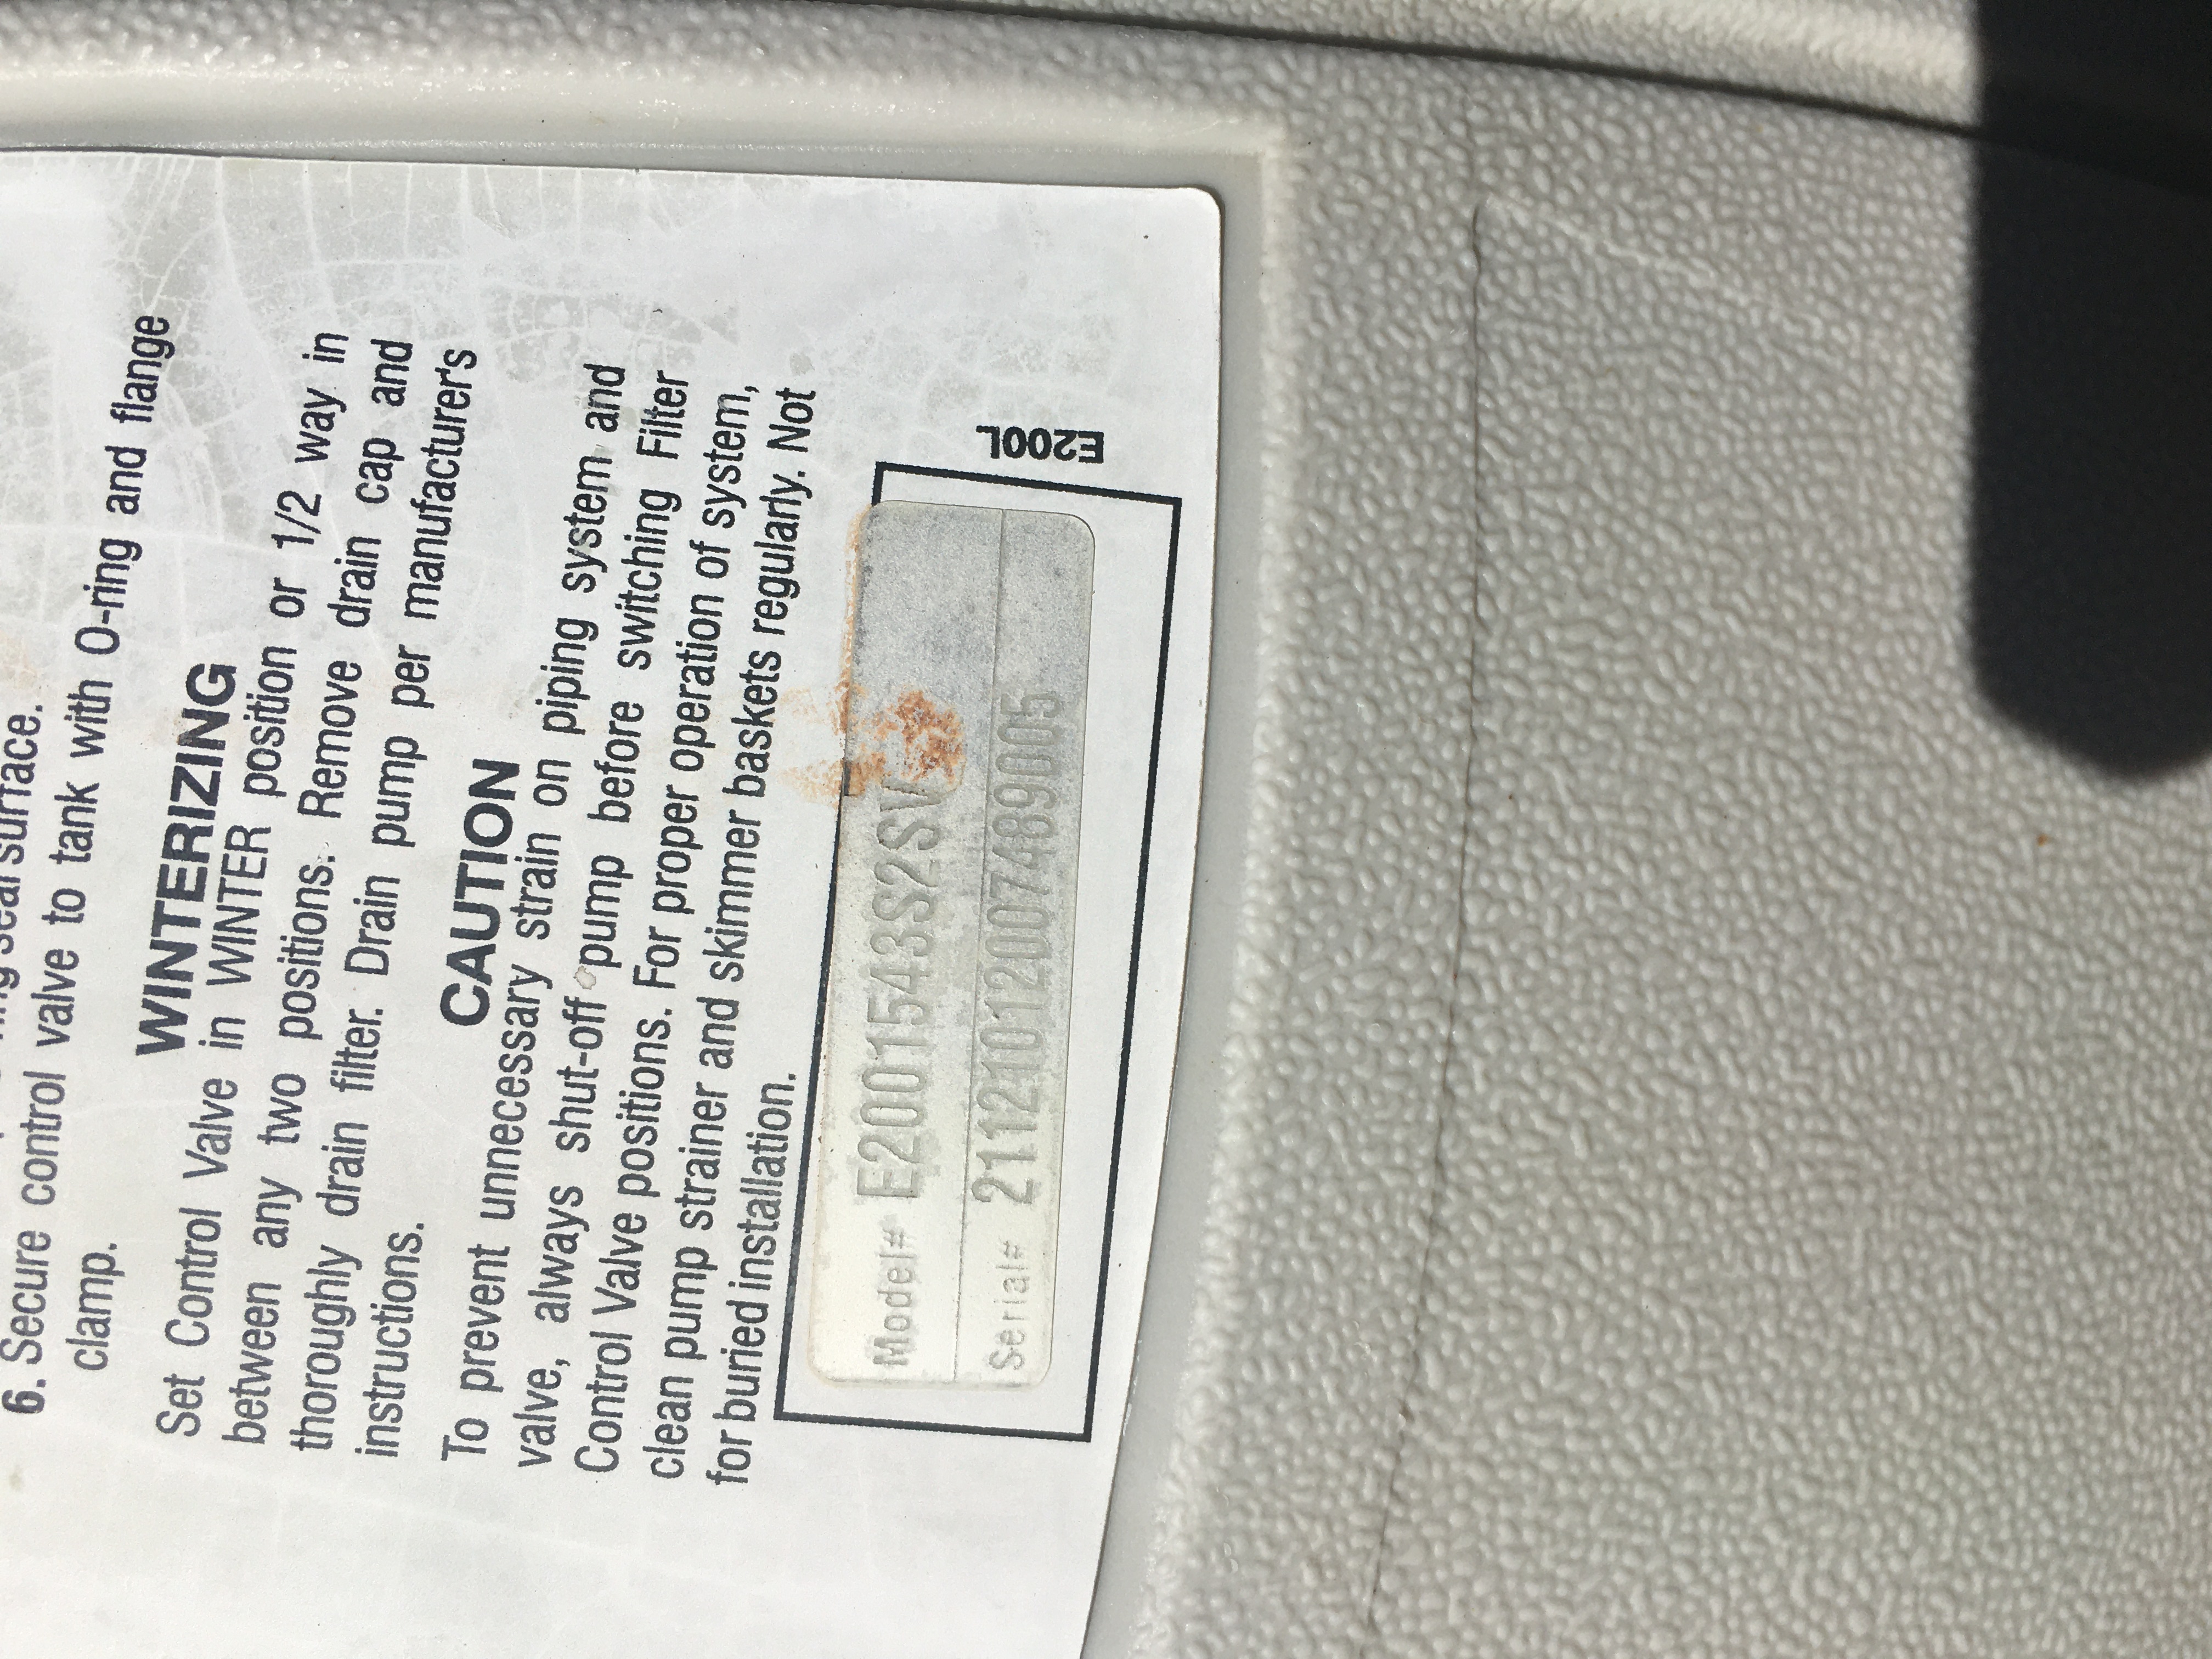 6. Secure control valve to tank with O-ring and flange
clamp.
WINTERIZING
Set Control Valve in WINTER position or 1/2 way in
between any two positions. Remove drain cap and
thoroughly drain filter. Drain pump per manufacturer's
instructions.
CAUTION
To prevent unnecessary strain on piping system and
valve, always shut-off pump before switching Filter
Control Valve positions. For proper operation of system,
clean pump strainer and skimmer baskets regularly. Not
for buried installation.
Model# E2001543S2SV
Serial# 21121012007489005
E200L